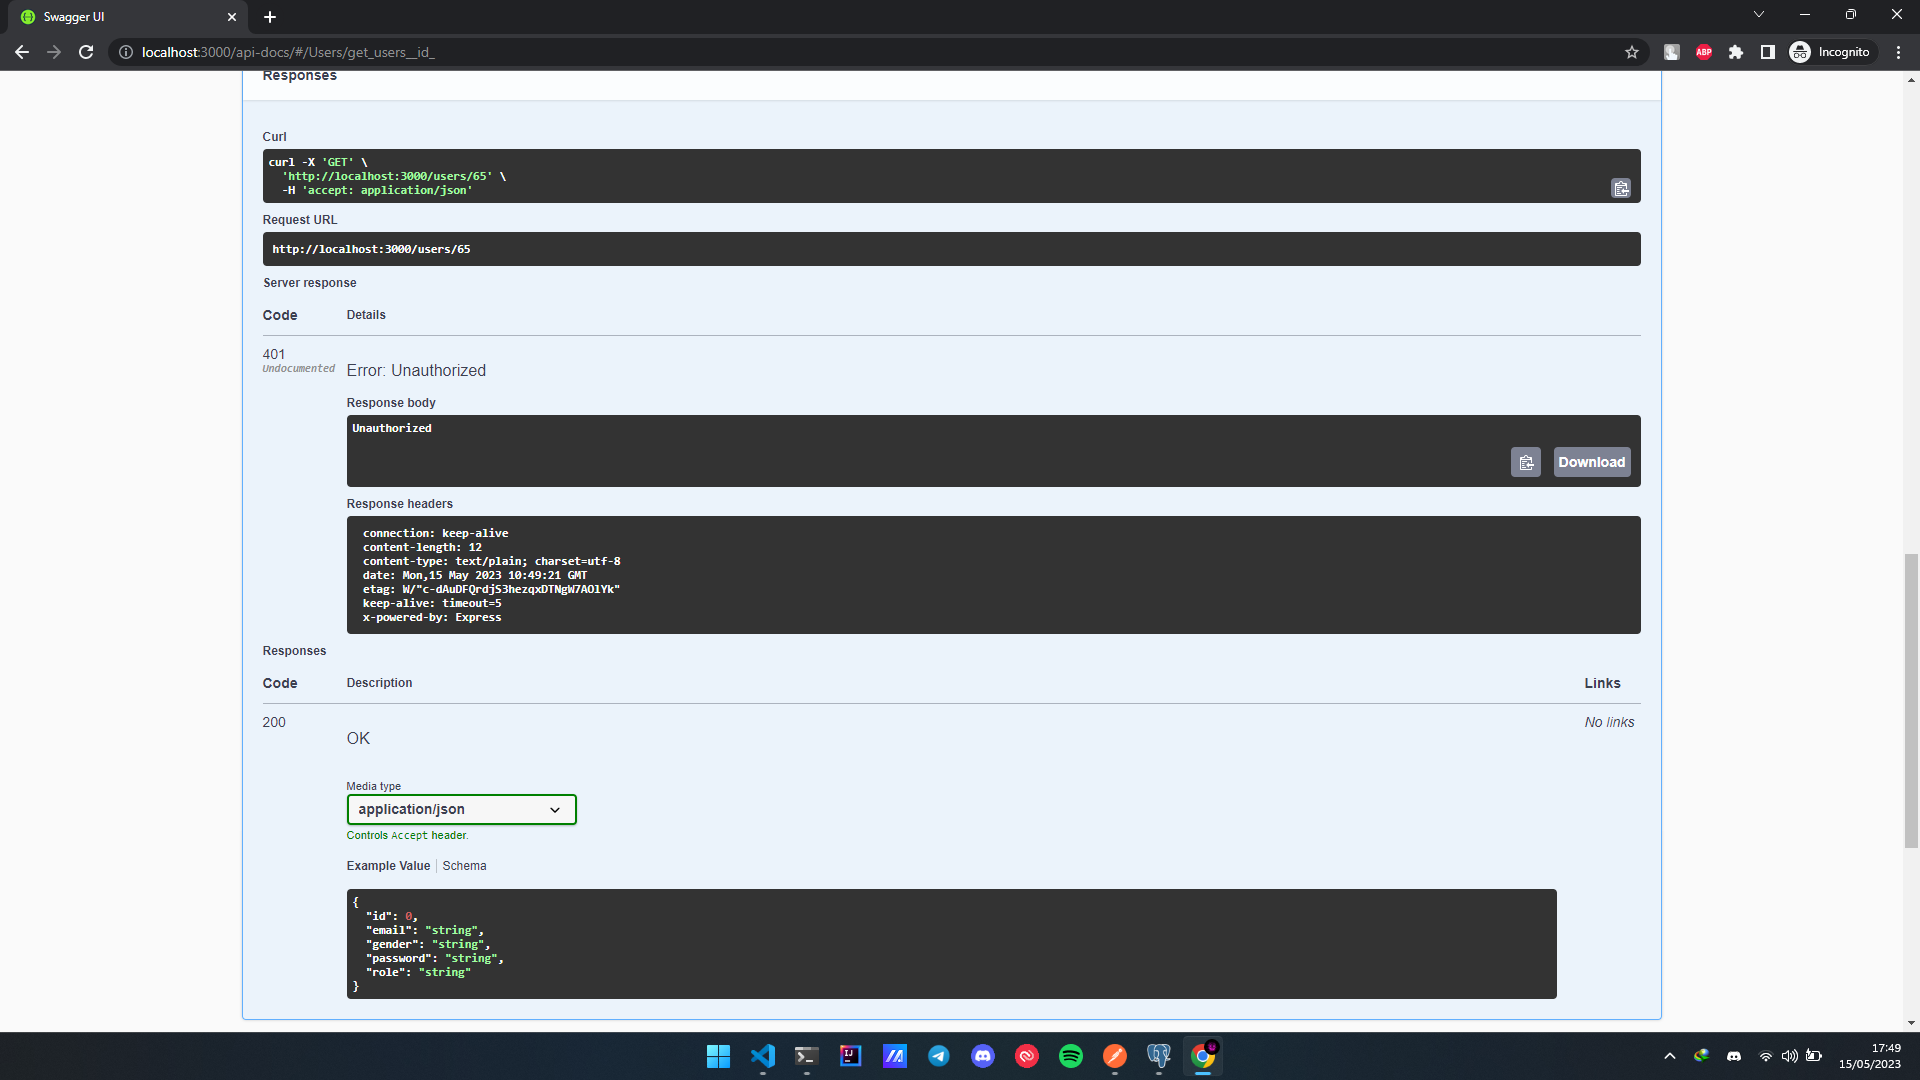 Swagger UI
localhost:3000/api-docs/#/Users/get_users__id_
ABP
Incognito
Responses
Curl
curl -X 'GET' \
'http://localhost:3000/users/65' \
-H 'accept: application/json'
Request URL
http://localhost:3000/users/65
Server response
Code Details
401
Undocumented
Error: Unauthorized
Response body
Unauthorized
Download
Response headers
connection: keep-alive
content-length: 12
content-type: text/plain; charset=utf-8
date: Mon,15 May 2023 10:49:21 GMT
etag: W/"c-dAuDFQrdjS3hezqxDTNgW7AOlYk"
keep-alive: timeout=5
x-powered-by: Express
Responses
Code Description Links
200 No links
OK
Media type
application/json
Controls Accept header.
Example Value Schema
{
"id": 0,
"email": "string",
"gender": "string",
"password": "string",
"role": "string"
}
IJ
17:49
15/05/2023